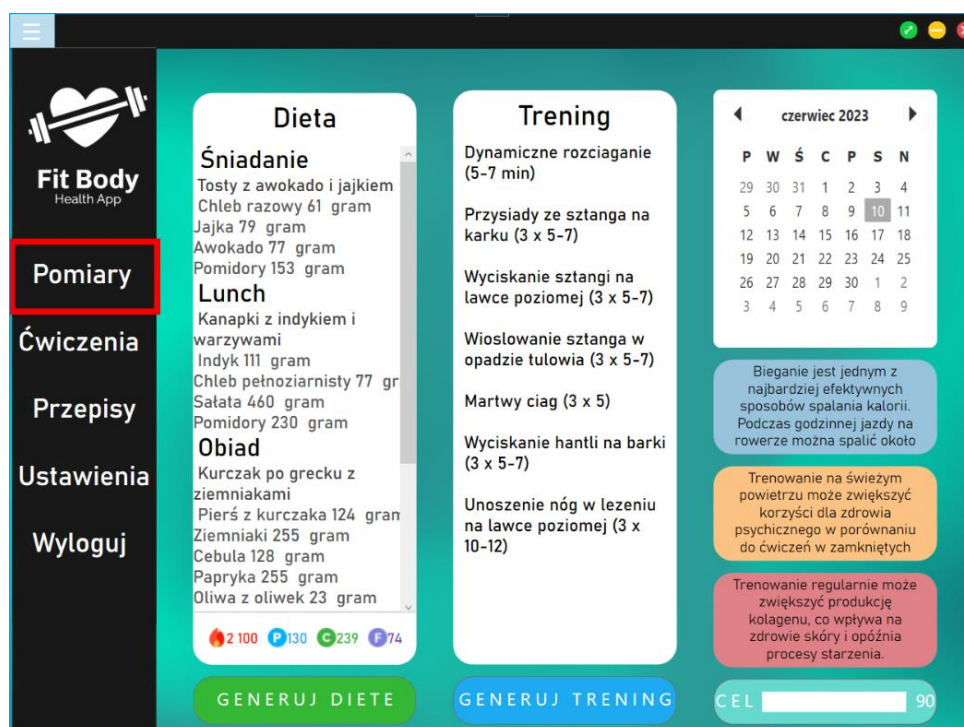 Fit Body
Health App
Pomiary
Ćwiczenia
Przepisy
Ustawienia
Wyloguj
Dieta
Śniadanie
Tosty z awokado i jajkiem
Chleb razowy 61 gram
Jajka 79 gram
Awokado 77 gram
Pomidory 153 gram
Lunch
Kanapki z indykiem i
warzywami
Indyk 111 gram
Chleb pełnoziarnisty 77 gr
Sałata 460 gram
Pomidory 230 gram
Obiad
Kurczak po grecku z
ziemniakami
Pierś z kurczaka 124 gram
Ziemniaki 255 gram
Cebula 128 gram
Papryka 255 gram
Oliwa z oliwek 23 gram
2 100 P 130 C 239 F 74
GENERUJ DIETE
Trening
Dynamiczne rozciaganie
(5-7 min)
Przysiady ze sztanga na
karku (3 x 5-7)
Wyciskanie sztangi na
lawce poziomej (3 x 5-7)
Wioslowanie sztanga w
opadzie tulowia (3 x 5-7)
Martwy ciag (3 x 5)
Wyciskanie hantli na barki
(3 x 5-7)
Unoszenie nóg w lezeniu
na lawce poziomej (3 x
10-12)
GENERUJ TRENING
czerwiec 2023
P W Ś C P S N
29 30 31 1 2 3 4
5 6 7 8 9 10 11
12 13 14 15 16 17 18
19 20 21 22 23 24 25
26 27 28 29 30 1 2
3 4 5 6 7 8 9
Bieganie jest jednym z
najbardziej efektywnych
sposobów spalania kalorii.
Podczas godzinnej jazdy na
rowerze można spalić około
Trenowanie na świeżym
powietrzu może zwiększyć
korzyści dla zdrowia
psychicznego w porównaniu
do ćwiczeń w zamkniętych
Trenowanie regularnie może
zwiększyć produkcję
kolagenu, co wpływa na
zdrowie skóry i opóźnia
procesy starzenia.
CEL 90